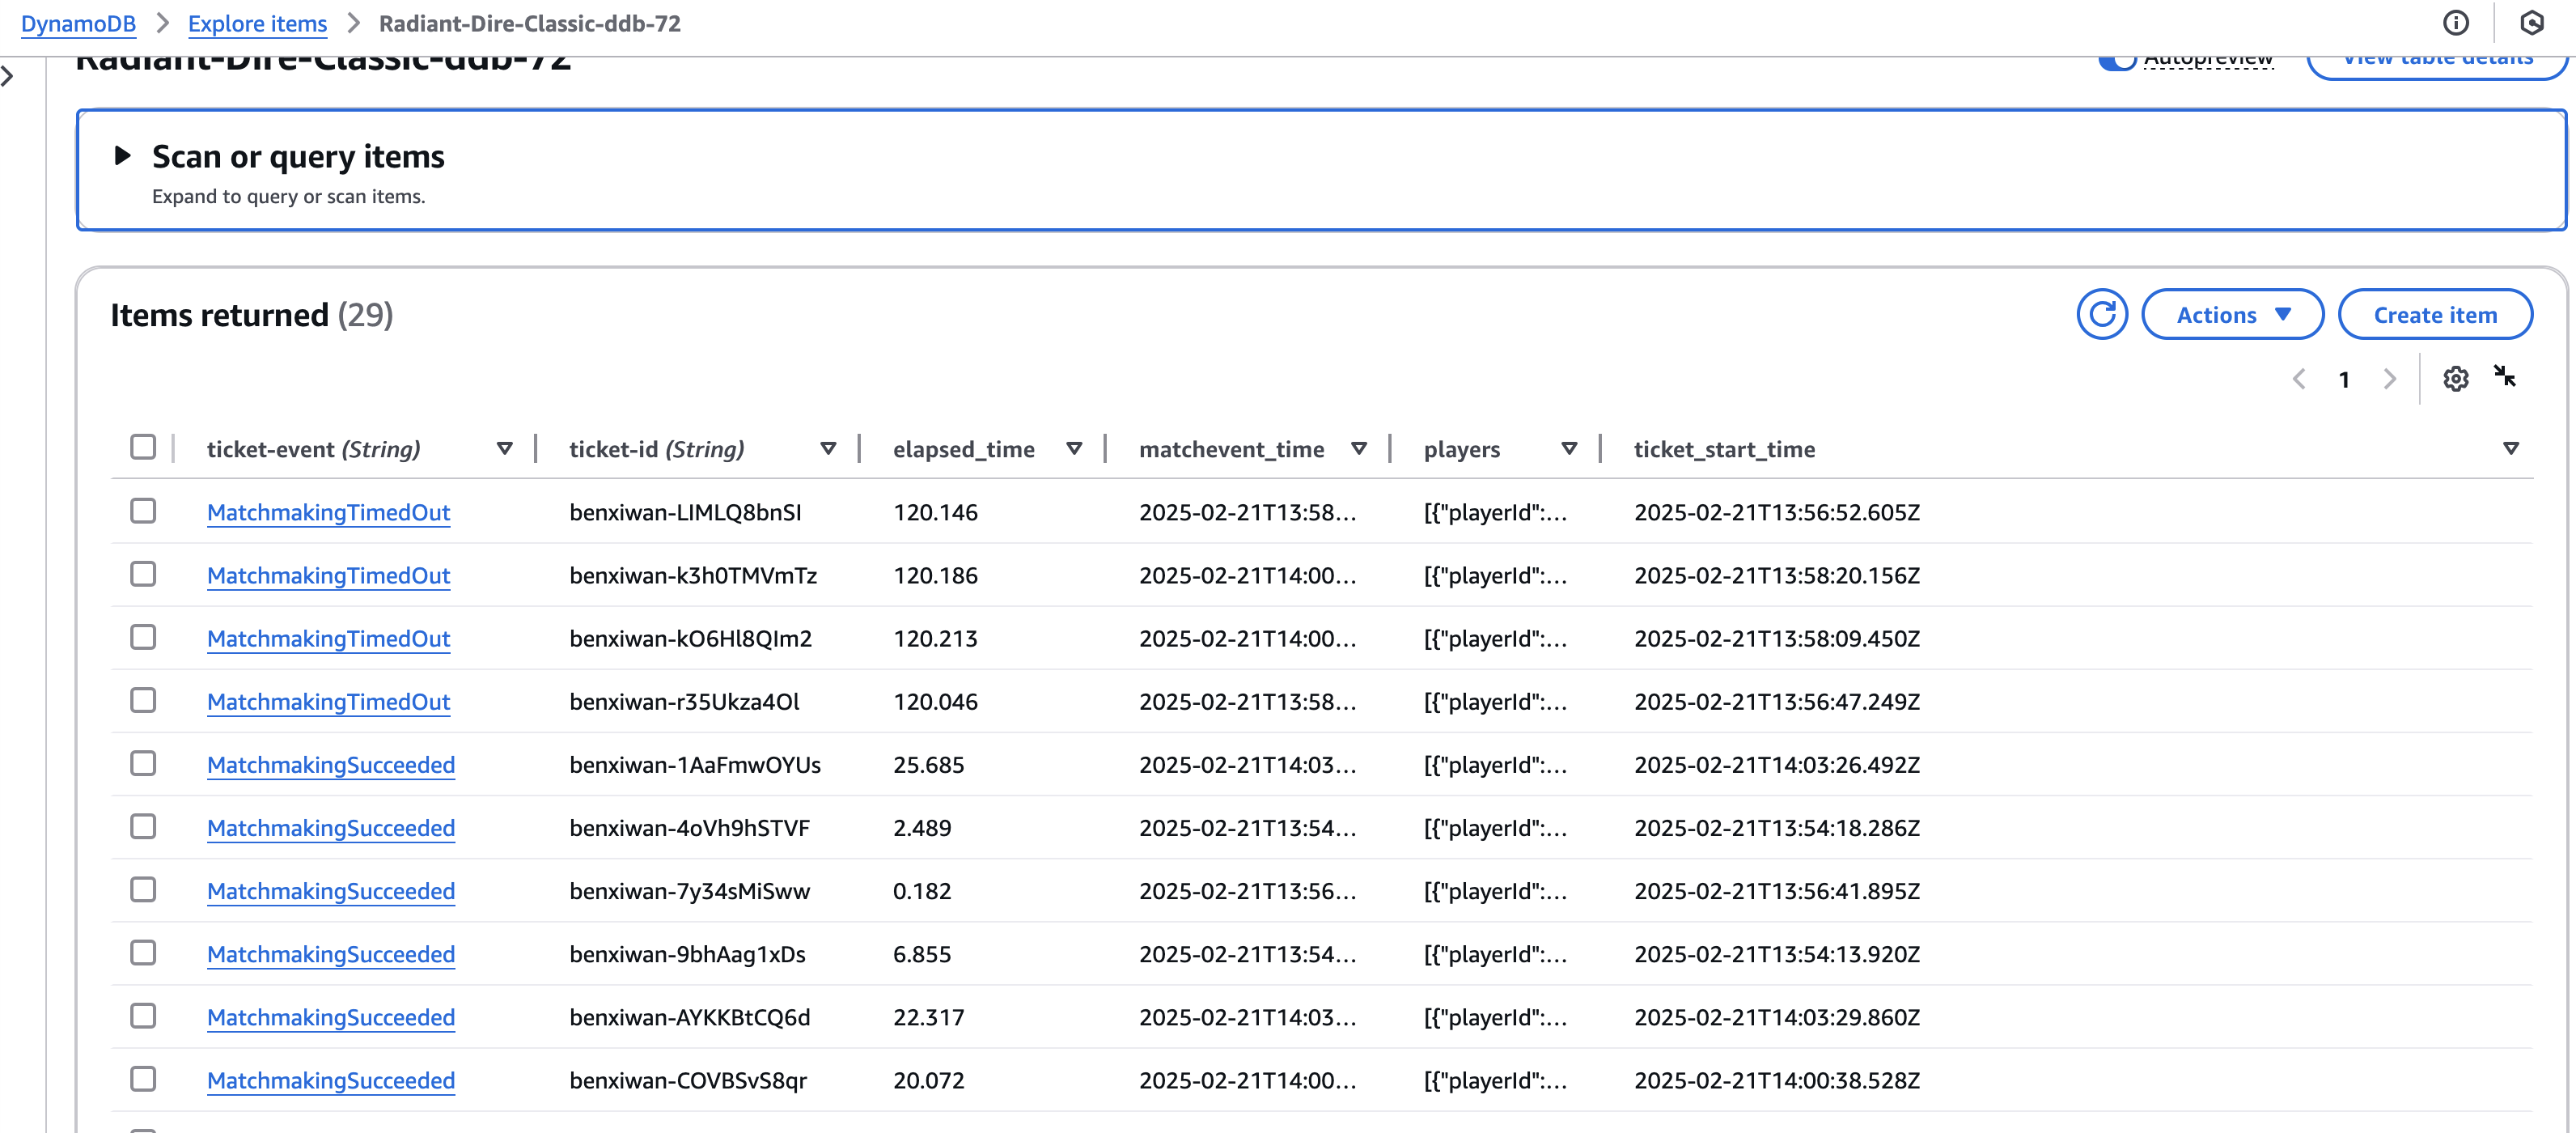 DynamoDB > Explore items > Radiant-Dire-Classic-ddb-72
Radiant-Dire-Classic-ddb-72 Autopreview View table details
Scan or query items
Expand to query or scan items.
Items returned (29) Actions Create item
1
ticket-event (String) ticket-id (String) elapsed_time matchevent_time players ticket_start_time
MatchmakingTimedOut benxiwan-LIMLQ8bnSI 120.146 2025-02-21T13:58... [{"playerId":... 2025-02-21T13:56:52.605Z
MatchmakingTimedOut benxiwan-k3h0TMVmTz 120.186 2025-02-21T14:00... [{"playerId":... 2025-02-21T13:58:20.156Z
MatchmakingTimedOut benxiwan-kO6Hl8QIm2 120.213 2025-02-21T14:00... [{"playerId":... 2025-02-21T13:58:09.450Z
MatchmakingTimedOut benxiwan-r35Ukza4Ol 120.046 2025-02-21T13:58... [{"playerId":... 2025-02-21T13:56:47.249Z
MatchmakingSucceeded benxiwan-1AaFmwOYUs 25.685 2025-02-21T14:03... [{"playerId":... 2025-02-21T14:03:26.492Z
MatchmakingSucceeded benxiwan-4oVh9hSTVF 2.489 2025-02-21T13:54... [{"playerId":... 2025-02-21T13:54:18.286Z
MatchmakingSucceeded benxiwan-7y34sMiSww 0.182 2025-02-21T13:56... [{"playerId":... 2025-02-21T13:56:41.895Z
MatchmakingSucceeded benxiwan-9bhAag1xDs 6.855 2025-02-21T13:54... [{"playerId":... 2025-02-21T13:54:13.920Z
MatchmakingSucceeded benxiwan-AYKKBtCQ6d 22.317 2025-02-21T14:03... [{"playerId":... 2025-02-21T14:03:29.860Z
MatchmakingSucceeded benxiwan-COVBSvS8qr 20.072 2025-02-21T14:00... [{"playerId":... 2025-02-21T14:00:38.528Z